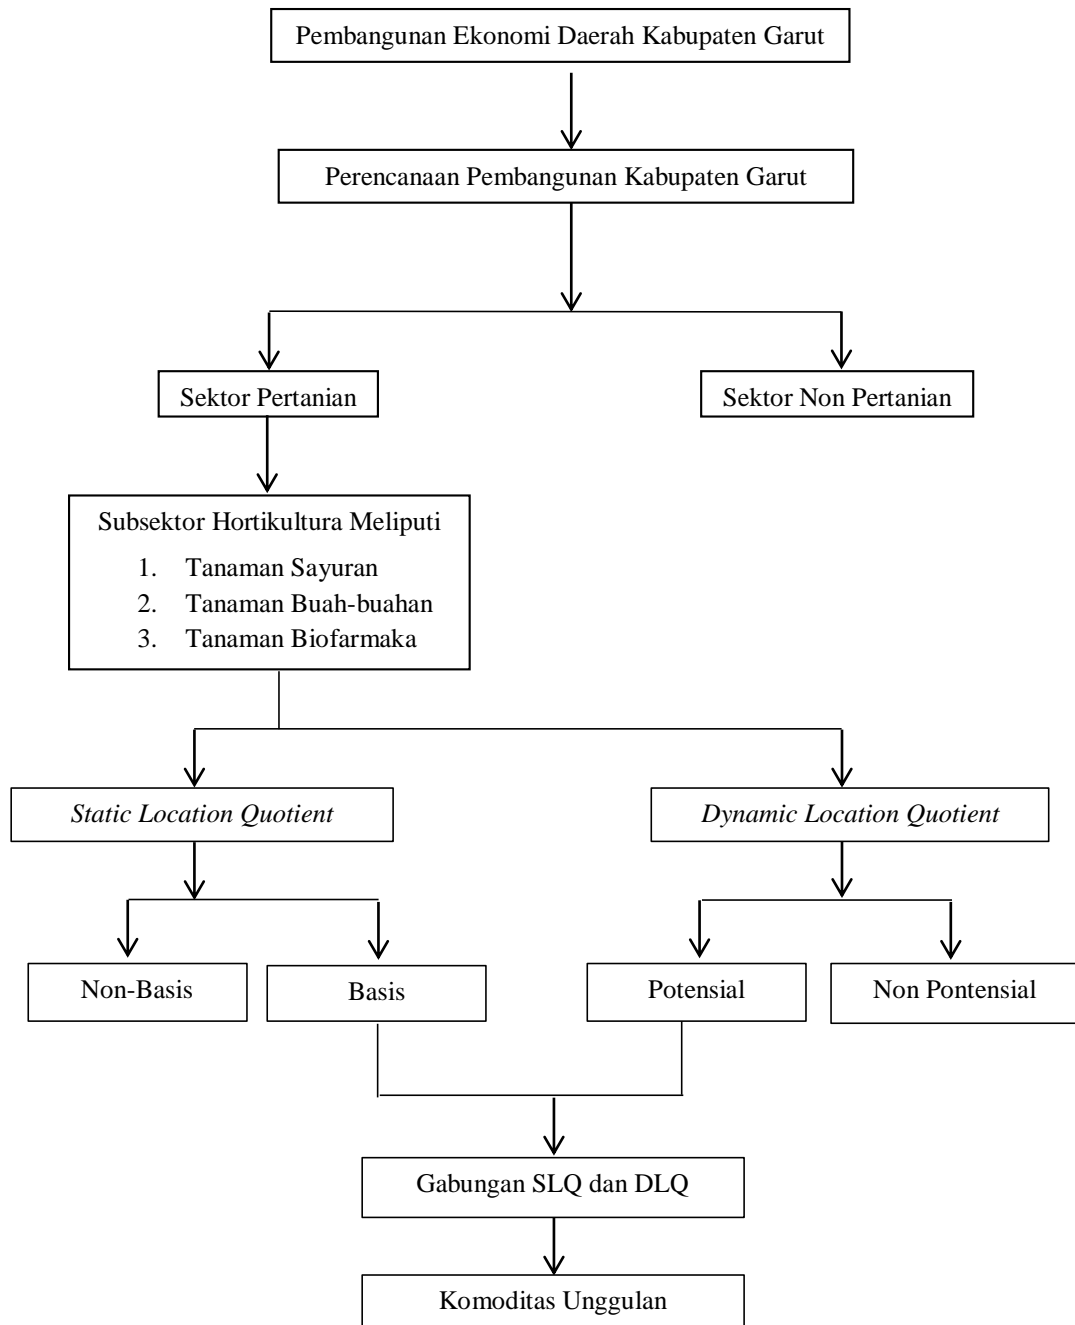 Pembangunan Ekonomi Daerah Kabupaten Garut
Perencanaan Pembangunan Kabupaten Garut
Sektor Pertanian
Sektor Non Pertanian
Subsektor Hortikultura Meliputi
1. Tanaman Sayuran
2. Tanaman Buah-buahan
3. Tanaman Biofarmaka
Static Location Quotient
Dynamic Location Quotient
Non-Basis
Basis
Potensial
Non Pontensial
Gabungan SLQ dan DLQ
Komoditas Unggulan